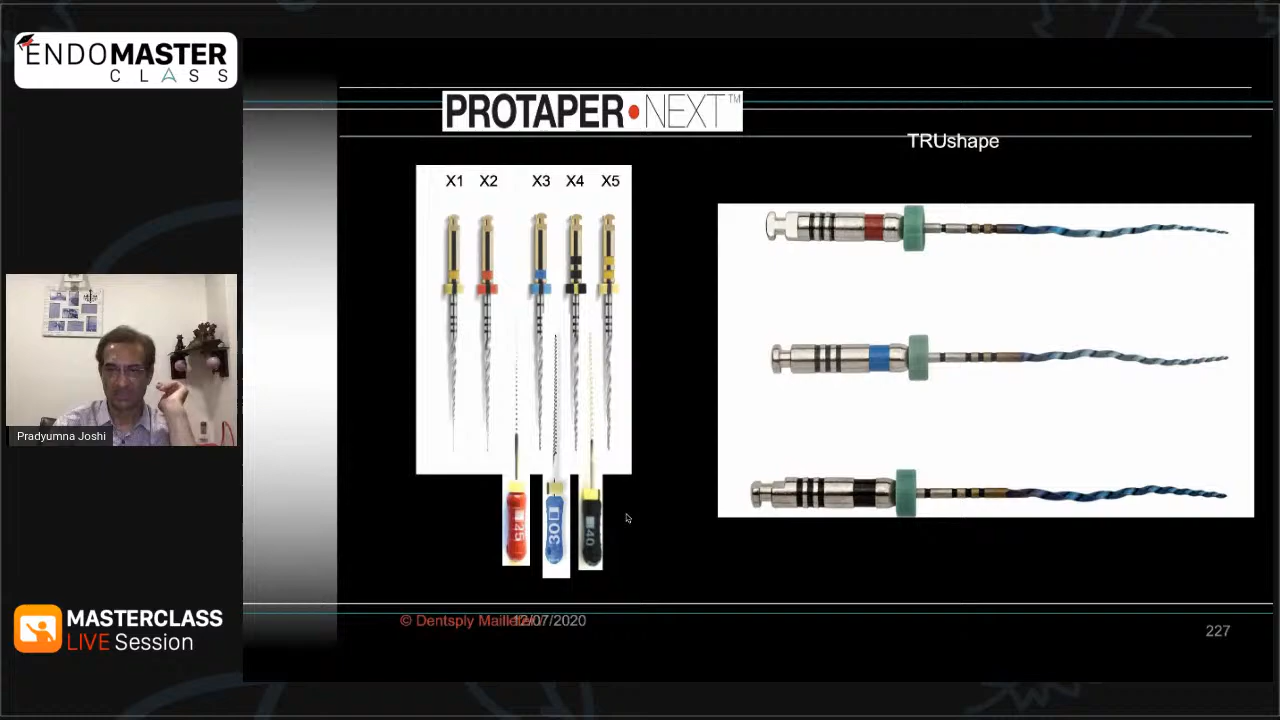 ENDOMASTER
CLASS
PROTAPER•NEXT™
TRUshape
X1 X2 X3 X4 X5
Pradyumna Joshi
25 30 40
MASTERCLASS
LIVE Session
© Dentsply Maillefer
12/07/2020
227